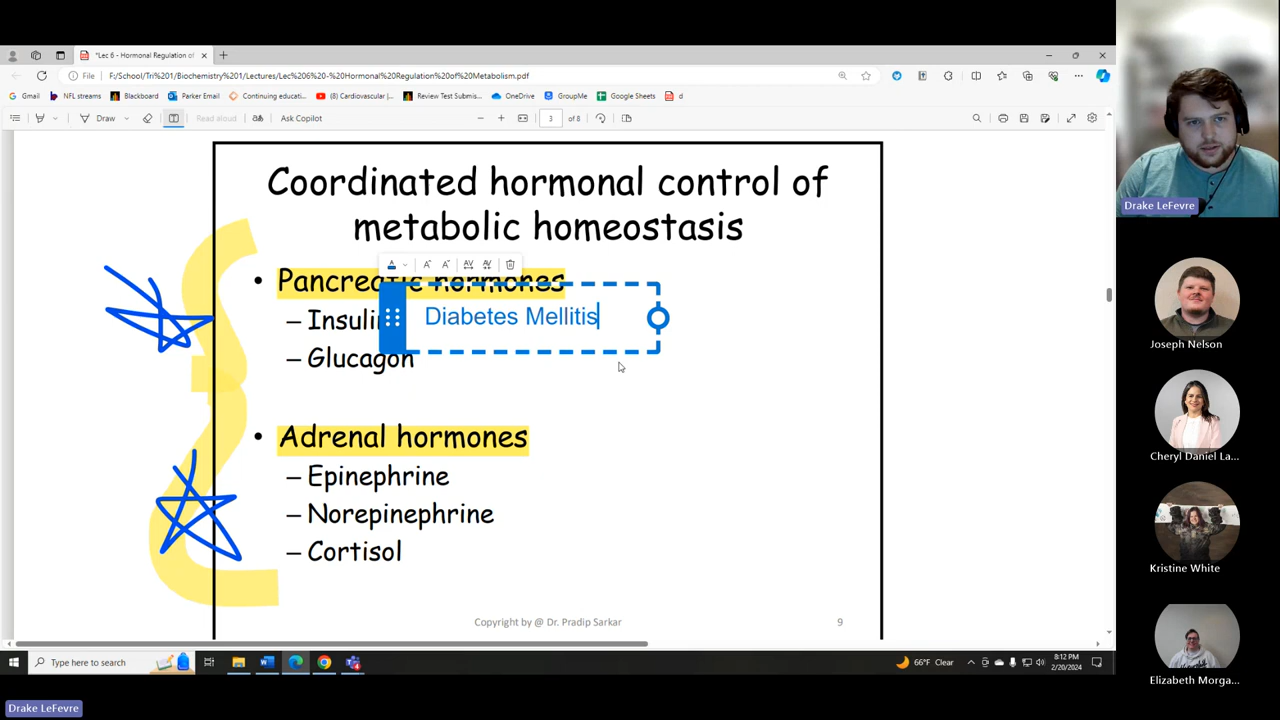 *Lec 6 - Hormonal Regulation of
File
F:/School/Tri%201/Biochemistry%201/Lectures/Lec%206%20-%20Hormonal%20Regulation%20of%20Metabolism.pdf
Gmail
NFL streams
Blackboard
Parker Email
Continuing educati...
(8) Cardiovascular |...
Review Test Submis...
OneDrive
GroupMe
Google Sheets
d
Draw
Read aloud
Ask Copilot
3
of 8
Coordinated hormonal control of
metabolic homeostasis
• Pancreatic hormones
– Insulin
Diabetes Mellitis
– Glucagon
• Adrenal hormones
– Epinephrine
– Norepinephrine
– Cortisol
Copyright by @ Dr. Pradip Sarkar
9
Type here to search
66°F Clear
8:12 PM
2/20/2024
Drake LeFevre
Joseph Nelson
Cheryl Daniel La...
Kristine White
Elizabeth Morga...
Drake LeFevre